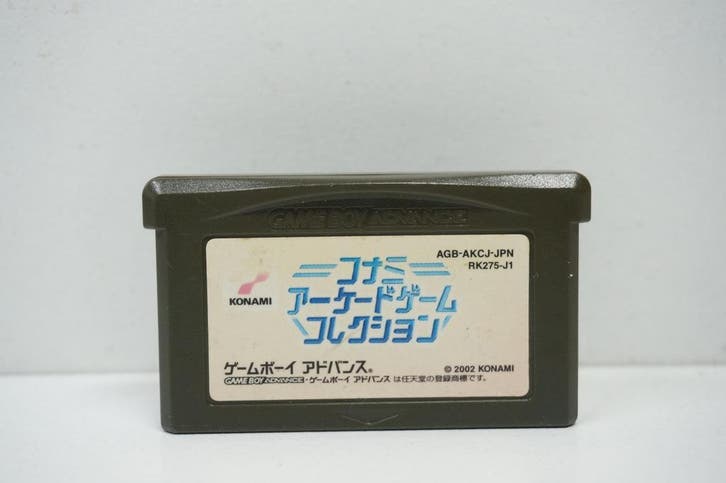 GAME BOY ADVANCE
AGB-AKCJ-JPN
RK275-J1
KONAMI
コナミ
アーケードゲーム
コレクション
ゲームボーイ アドバンス®
© 2002 KONAMI
GAME BOY ADVANCE・ゲームボーイ アドバンス は任天堂の登録商標です。